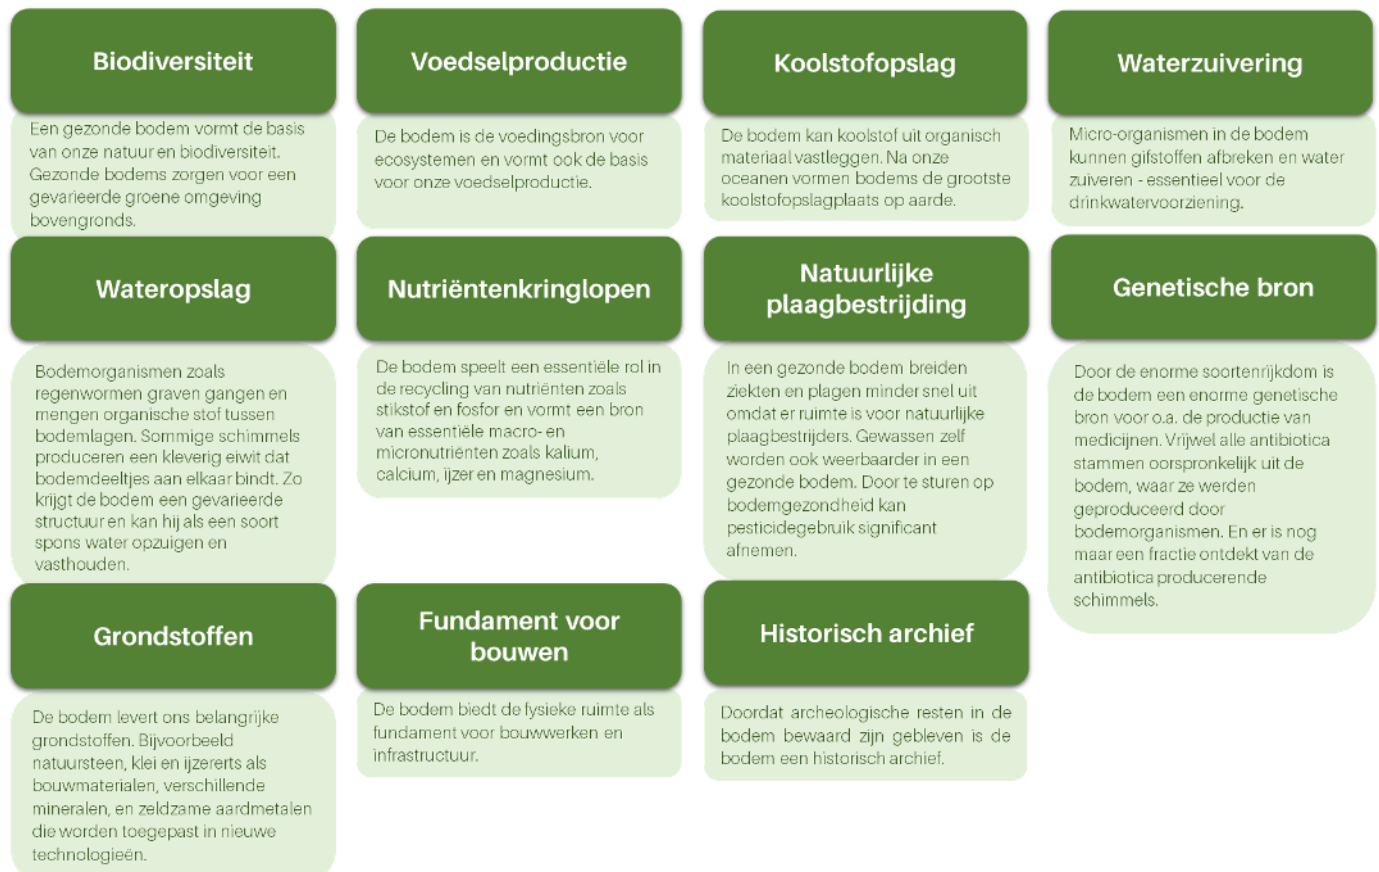 Biodiversiteit
Een gezonde bodem vormt de basis
van onze natuur en biodiversiteit.
Gezonde bodems zorgen voor een
gevarieerde groene omgeving
bovengronds.
Voedselproductie
De bodem is de voedingsbron voor
ecosystemen en vormt ook de basis
voor onze voedselproductie.
Koolstofopslag
De bodem kan koolstof uit organisch
materiaal vastleggen. Na onze
oceanen vormen bodems de grootste
koolstofopslagplaats op aarde.
Waterzuivering
Micro-organismen in de bodem
kunnen gifstoffen afbreken en water
zuiveren - essentieel voor de
drinkwatervoorziening.
Wateropslag
Bodemorganismen zoals
regenwormen graven gangen en
mengen organische stof tussen
bodemlagen. Sommige schimmels
produceren een kleverig eiwit dat
bodemdeeltjes aan elkaar bindt. Zo
krijgt de bodem een gevarieerde
structuur en kan hij als een soort
spons water opzuigen en
vasthouden.
Nutriëntenkringlopen
De bodem speelt een essentiële rol in
de recycling van nutriënten zoals
stikstof en fosfor en vormt een bron
van essentiële macro- en
micronutriënten zoals kalium,
calcium, ijzer en magnesium.
Natuurlijke
plaagbestrijding
In een gezonde bodem breiden
ziekten en plagen minder snel uit
omdat er ruimte is voor natuurlijke
plaagbestrijders. Gewassen zelf
worden ook weerbaarder in een
gezonde bodem. Door te sturen op
bodemgezondheid kan
pesticidegebruik significant
afnemen.
Genetische bron
Door de enorme soortenrijkdom is
de bodem een enorme genetische
bron voor o.a. de productie van
medicijnen. Vrijwel alle antibiotica
stammen oorspronkelijk uit de
bodem, waar ze werden
geproduceerd door
bodemorganismen. En er is nog
maar een fractie ontdekt van de
antibiotica producerende
schimmels.
Grondstoffen
De bodem levert ons belangrijke
grondstoffen. Bijvoorbeeld
natuursteen, klei en ijzererts als
bouwmaterialen, verschillende
mineralen, en zeldzame aardmetalen
die worden toegepast in nieuwe
technologieën.
Fundament voor
bouwen
De bodem biedt de fysieke ruimte als
fundament voor bouwwerken en
infrastructuur.
Historisch archief
Doordat archeologische resten in de
bodem bewaard zijn gebleven is de
bodem een historisch archief.